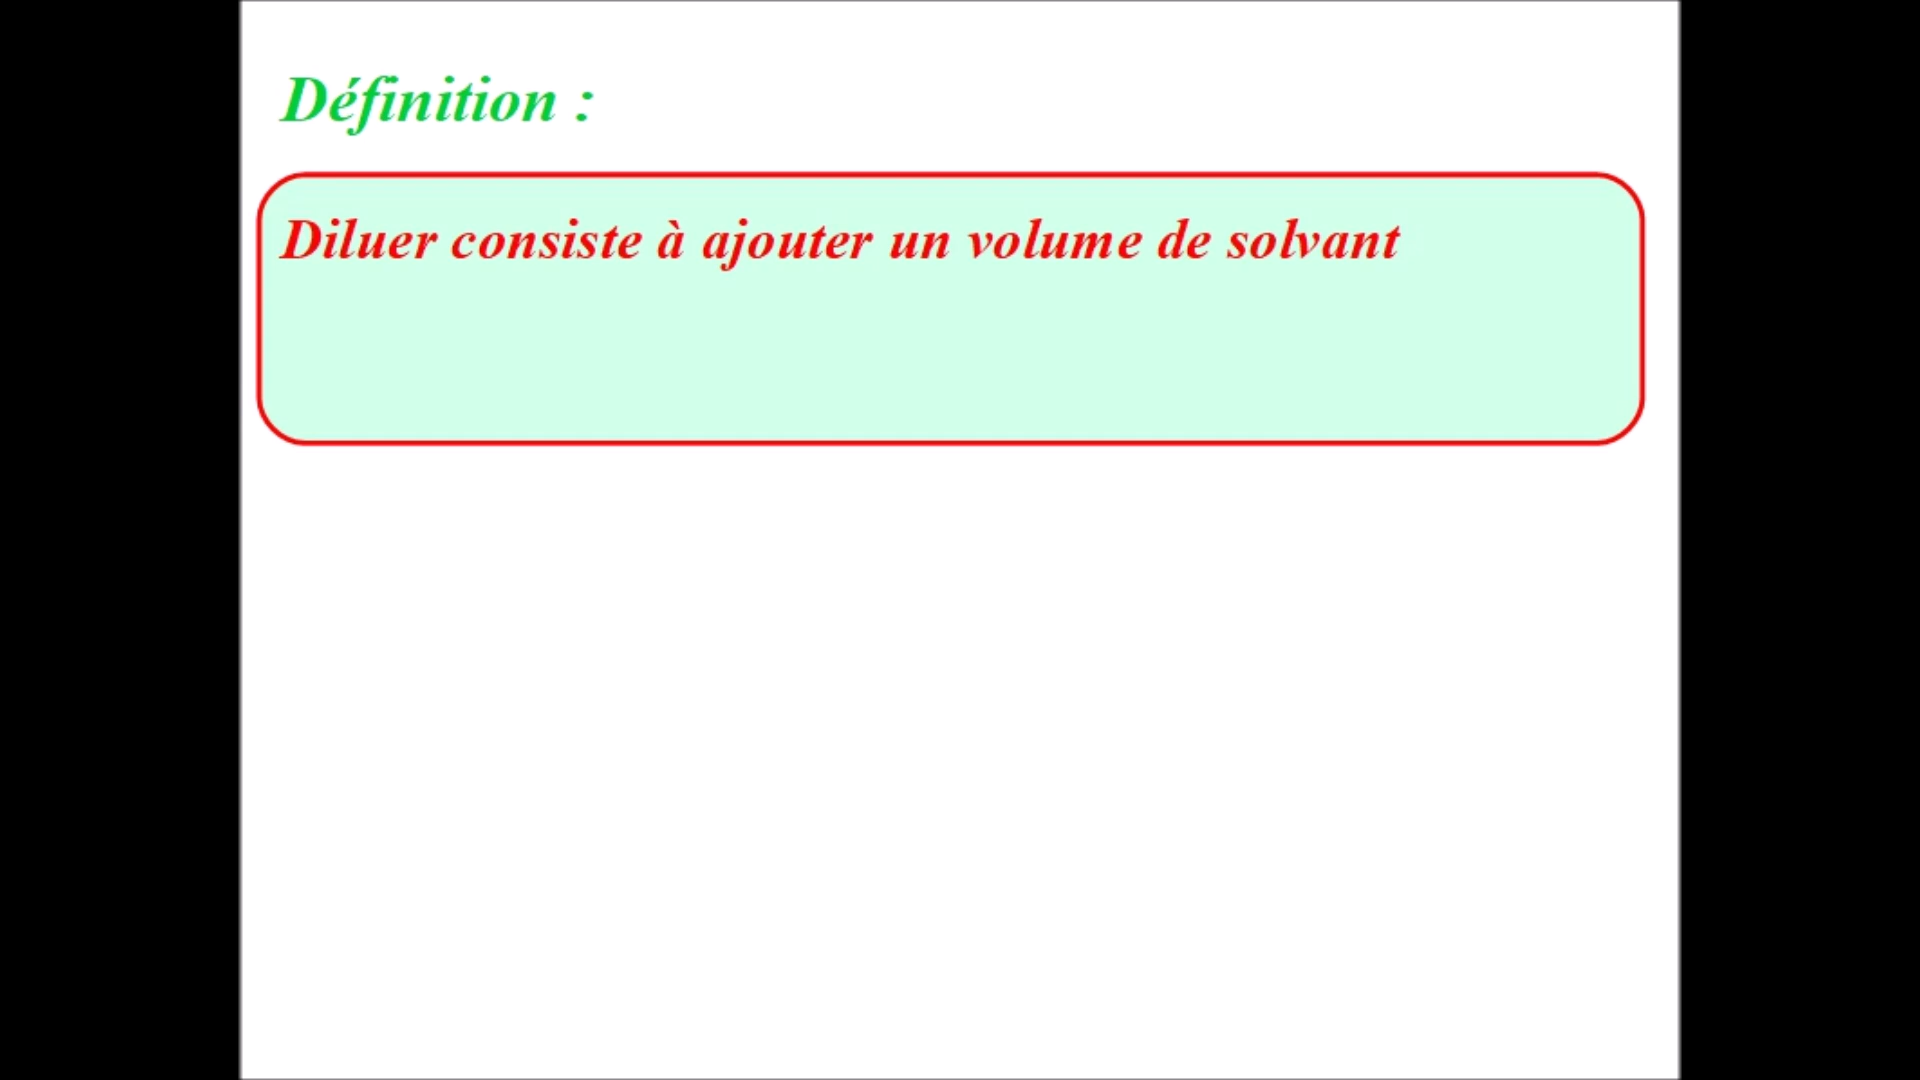 Définition :
Diluer consiste à ajouter un volume de solvant